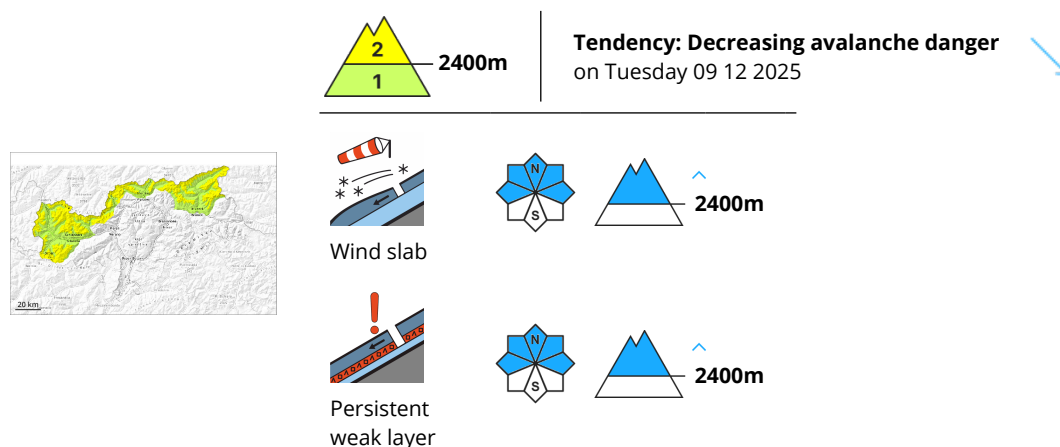 2
1
2400m
Tendency: Decreasing avalanche danger
on Tuesday 09 12 2025
20 km
N
S
2400m
Wind slab
N
S
2400m
Persistent
weak layer